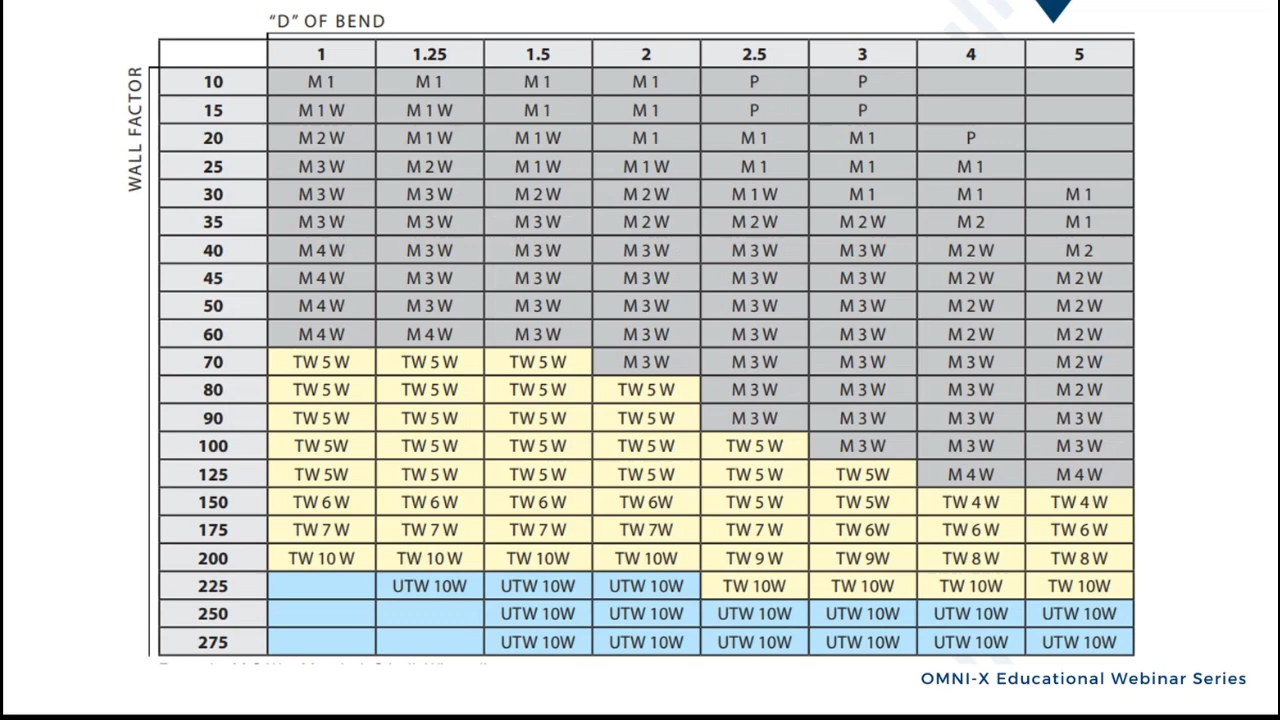 “D” OF BEND
WALL FACTOR
1 1.25 1.5 2 2.5 3 4 5
10 M 1 M 1 M 1 M 1 P P
15 M 1 W M 1 W M 1 M 1 P P
20 M 2 W M 1 W M 1 W M 1 M 1 M 1 P
25 M 3 W M 2 W M 1 W M 1 W M 1 M 1 M 1
30 M 3 W M 3 W M 2 W M 2 W M 1 W M 1 M 1 M 1
35 M 3 W M 3 W M 3 W M 2 W M 2 W M 2 W M 2 M 1
40 M 4 W M 3 W M 3 W M 3 W M 3 W M 3 W M 2 W M 2
45 M 4 W M 3 W M 3 W M 3 W M 3 W M 3 W M 2 W M 2 W
50 M 4 W M 3 W M 3 W M 3 W M 3 W M 3 W M 2 W M 2 W
60 M 4 W M 4 W M 3 W M 3 W M 3 W M 3 W M 2 W M 2 W
70 TW 5 W TW 5 W TW 5 W M 3 W M 3 W M 3 W M 3 W M 2 W
80 TW 5 W TW 5 W TW 5 W TW 5 W M 3 W M 3 W M 3 W M 2 W
90 TW 5 W TW 5 W TW 5 W TW 5 W M 3 W M 3 W M 3 W M 3 W
100 TW 5W TW 5 W TW 5 W TW 5 W TW 5 W M 3 W M 3 W M 3 W
125 TW 5W TW 5 W TW 5 W TW 5 W TW 5 W TW 5W M 4 W M 4 W
150 TW 6 W TW 6 W TW 6 W TW 6W TW 5 W TW 5W TW 4 W TW 4 W
175 TW 7 W TW 7 W TW 7 W TW 7W TW 7 W TW 6W TW 6 W TW 6 W
200 TW 10 W TW 10 W TW 10W TW 10W TW 9 W TW 9W TW 8 W TW 8 W
225 UTW 10W UTW 10W UTW 10W TW 10W TW 10W TW 10W TW 10W
250 UTW 10W UTW 10W UTW 10W UTW 10W UTW 10W UTW 10W
275 UTW 10W UTW 10W UTW 10W UTW 10W UTW 10W UTW 10W
OMNI-X Educational Webinar Series